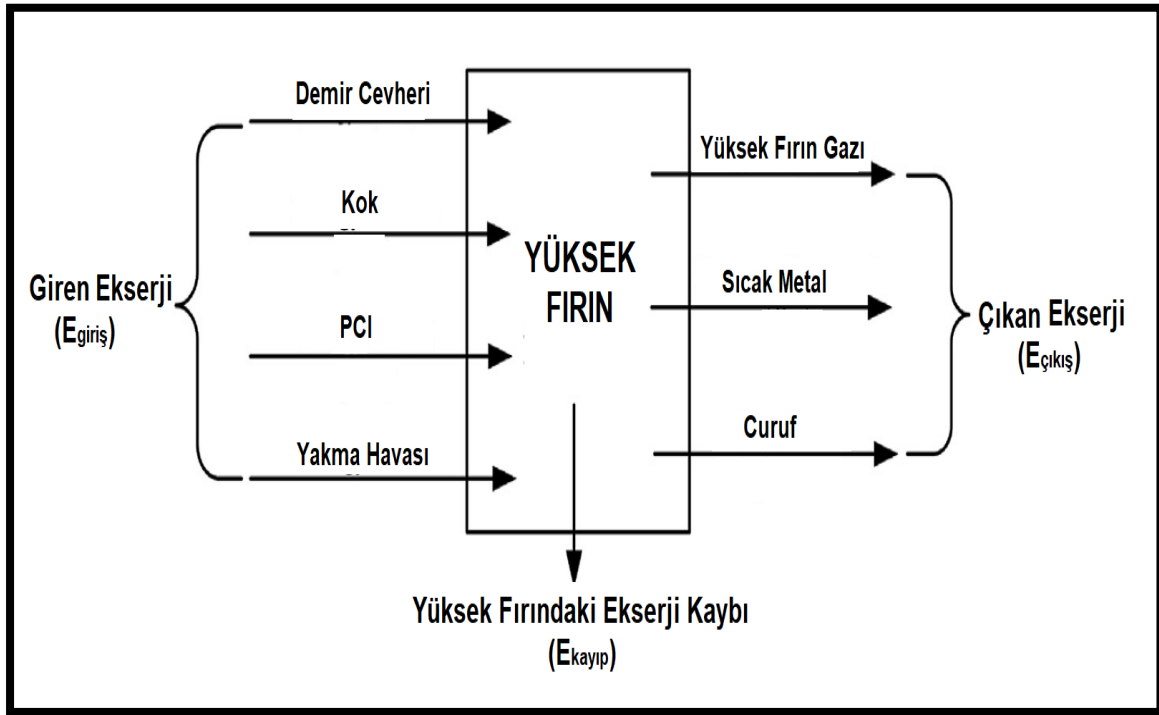 Demir Cevheri
Kok
PCI
Yakma Havası
Giren Ekserji
(Egiriş)
YÜKSEK
FIRIN
Yüksek Fırın Gazı
Sıcak Metal
Curuf
Çıkan Ekserji
(Eçıkış)
Yüksek Fırındaki Ekserji Kaybı
(Ekayıp)